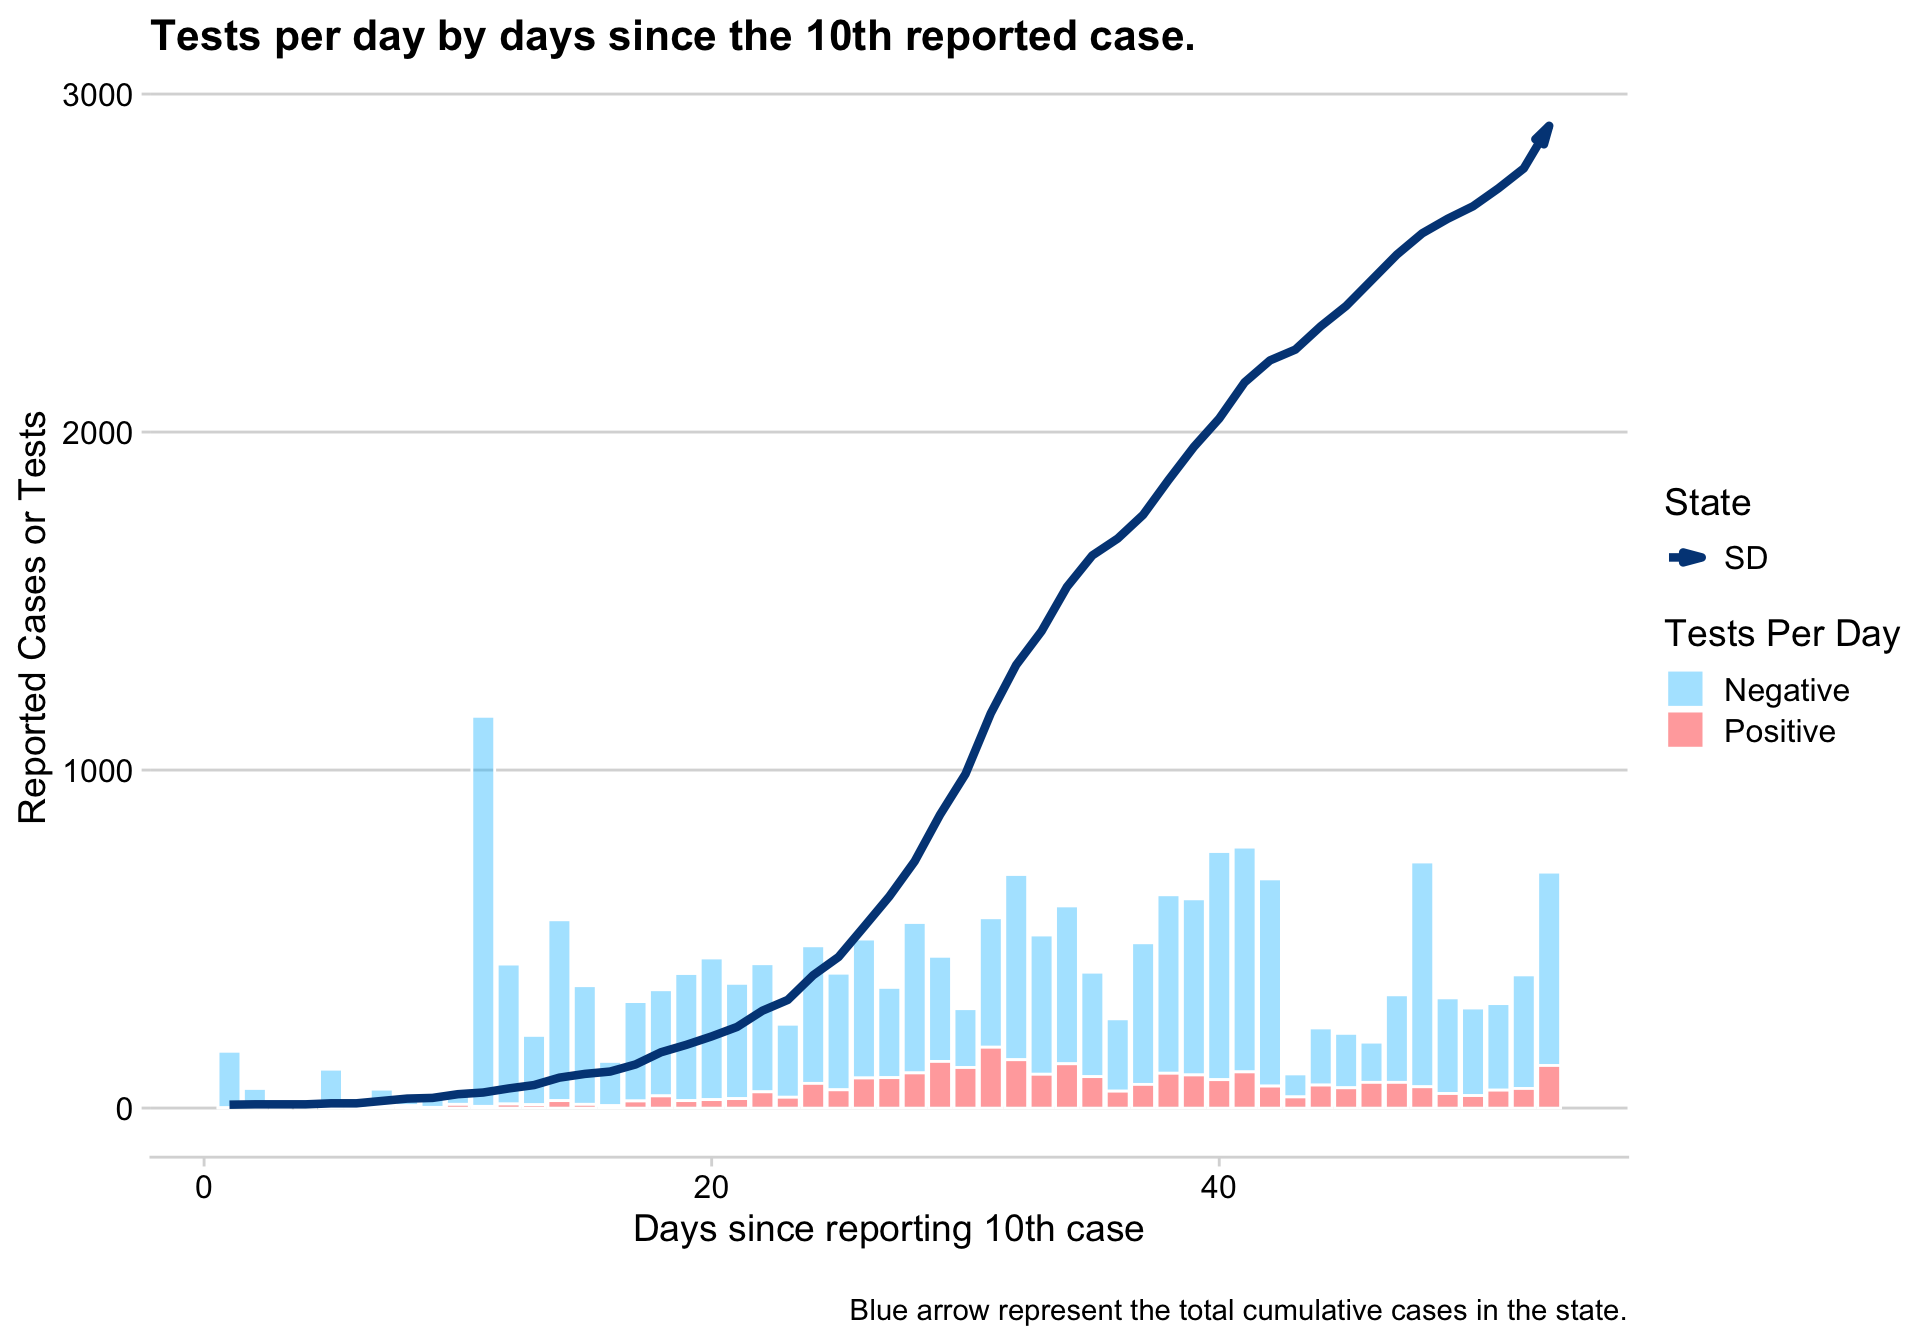 Tests per day by days since the 10th reported case.
3000
2000
1000
0
Reported Cases or Tests
0 20 40
Days since reporting 10th case
State
SD
Tests Per Day
Negative
Positive
Blue arrow represent the total cumulative cases in the state.